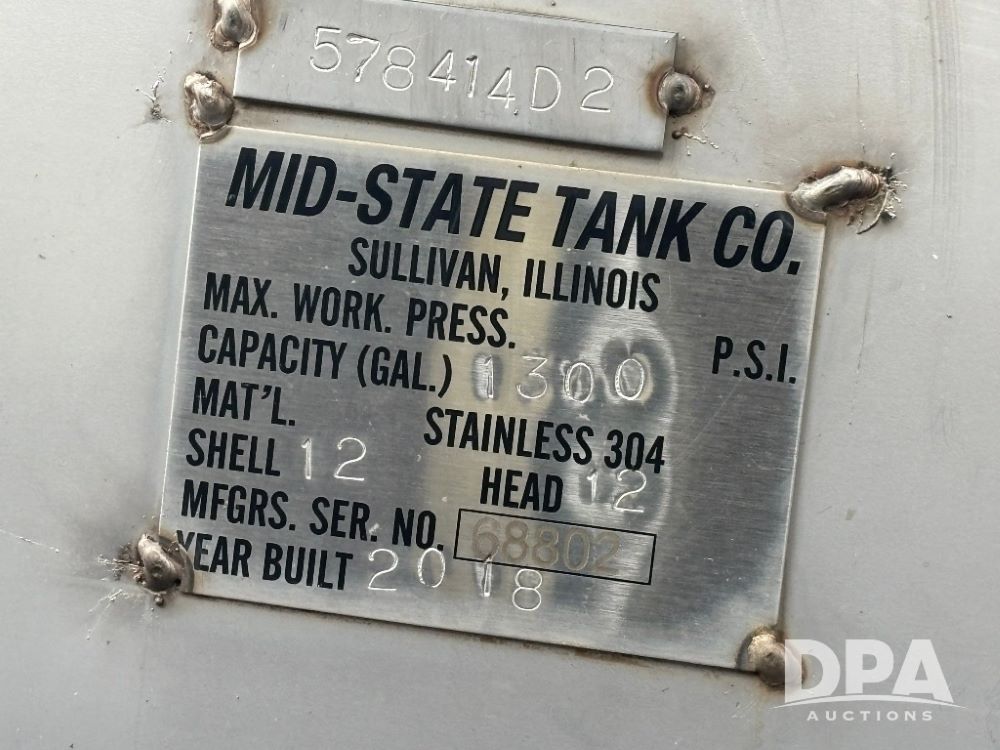 578414D2
MID-STATE TANK CO.
SULLIVAN, ILLINOIS
MAX. WORK. PRESS. P.S.I.
CAPACITY (GAL.) 1300
MAT'L. STAINLESS 304
SHELL 12 HEAD 12
MFGRS. SER. NO. 68802
YEAR BUILT 2018
DPA
AUCTIONS